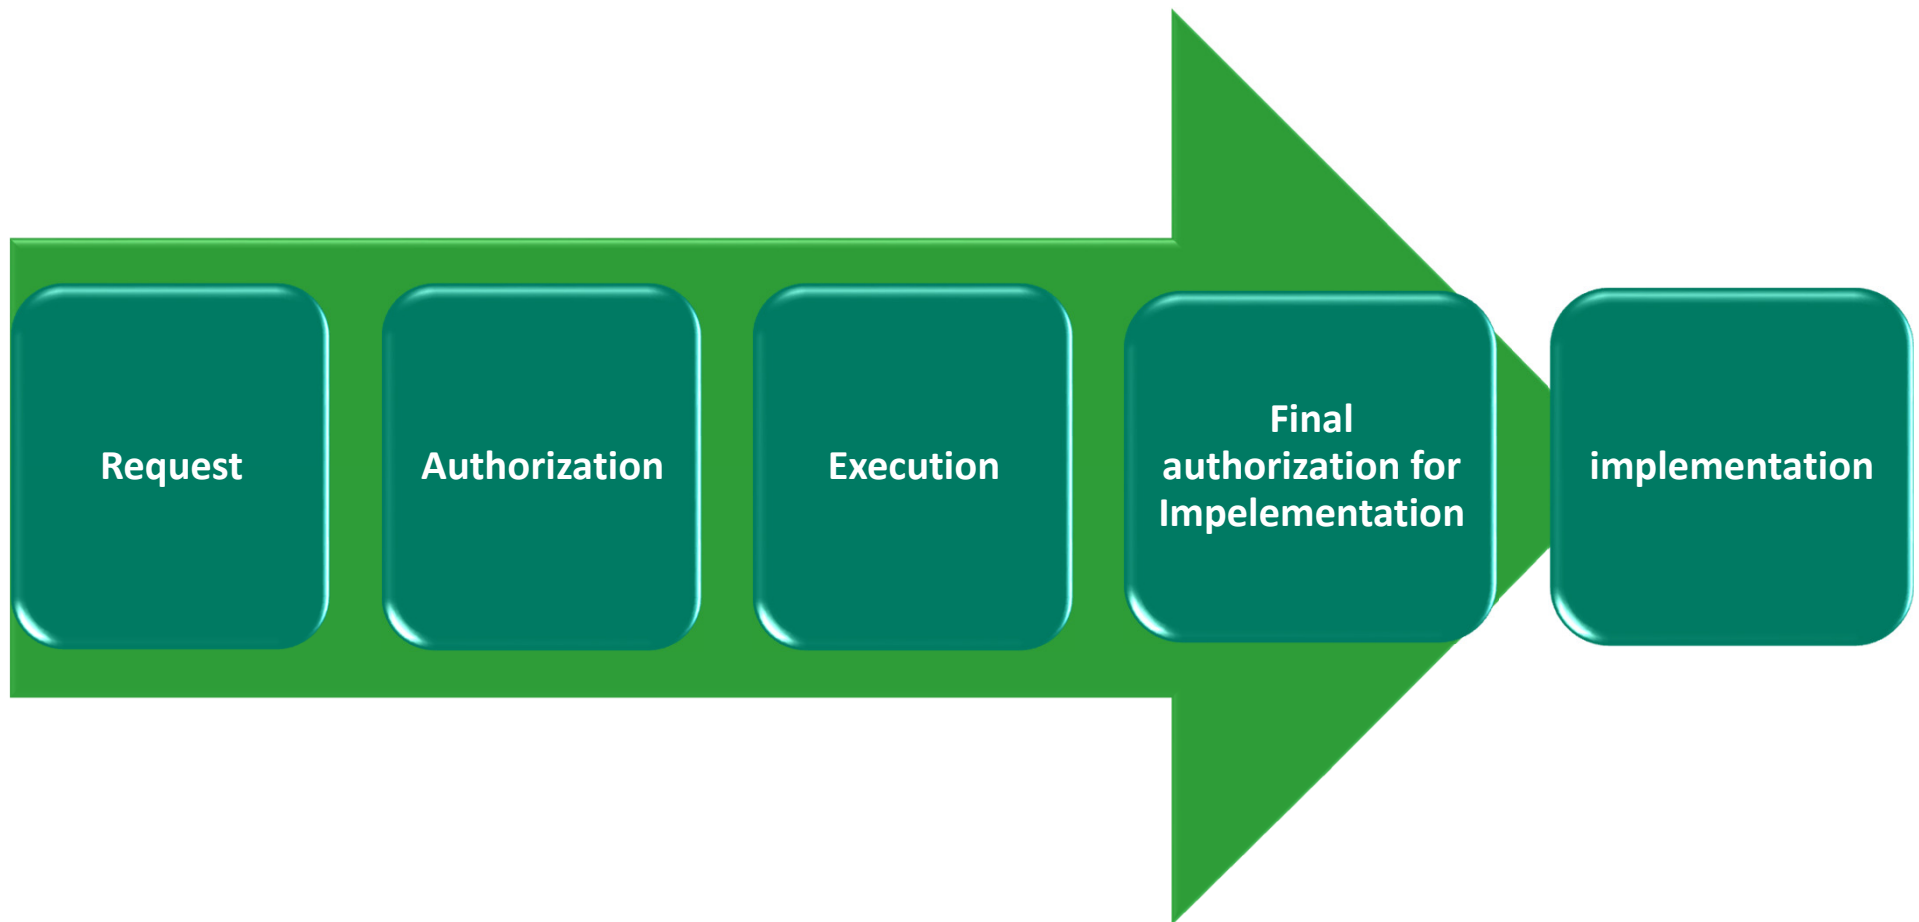 Request
Authorization
Execution
Final
authorization for
Impelementation
implementation